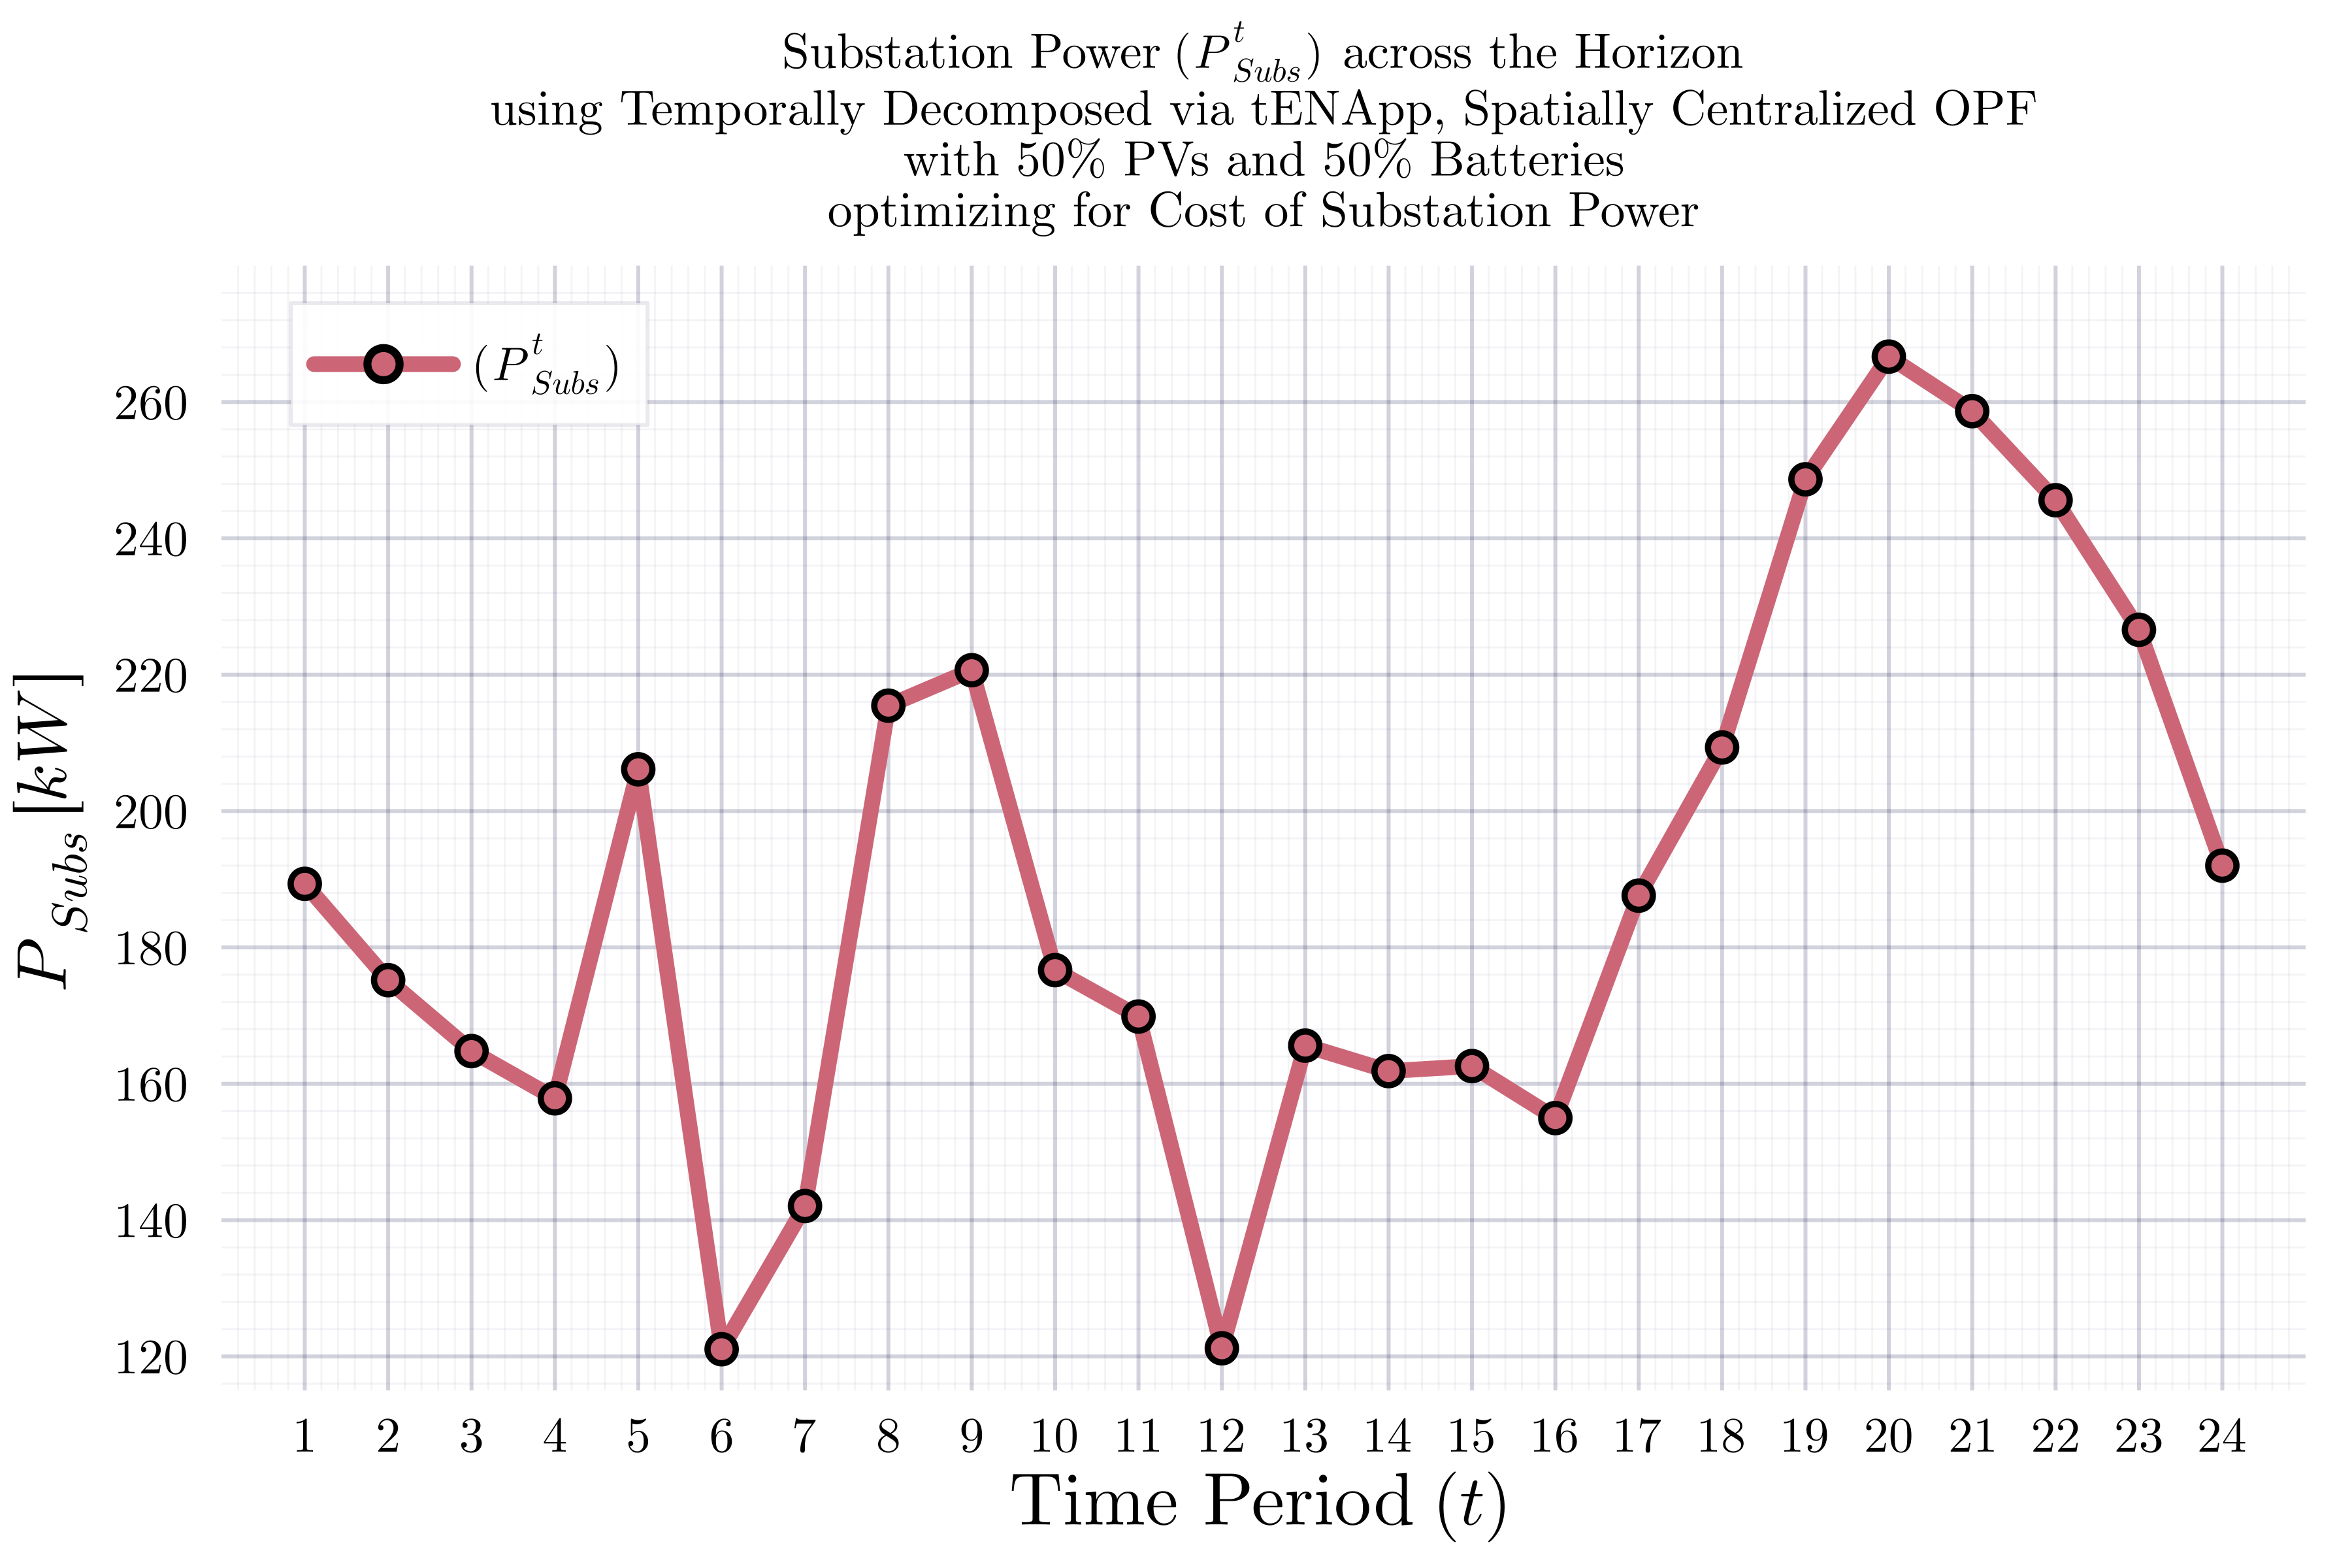 Substation Power (P^t_Subs) across the Horizon
using Temporally Decomposed via tENApp, Spatially Centralized OPF
with 50% PVs and 50% Batteries
optimizing for Cost of Substation Power
(P^t_Subs)
260
240
220
200
180
160
140
120
P_Subs [kW]
1 2 3 4 5 6 7 8 9 10 11 12 13 14 15 16 17 18 19 20 21 22 23 24
Time Period (t)